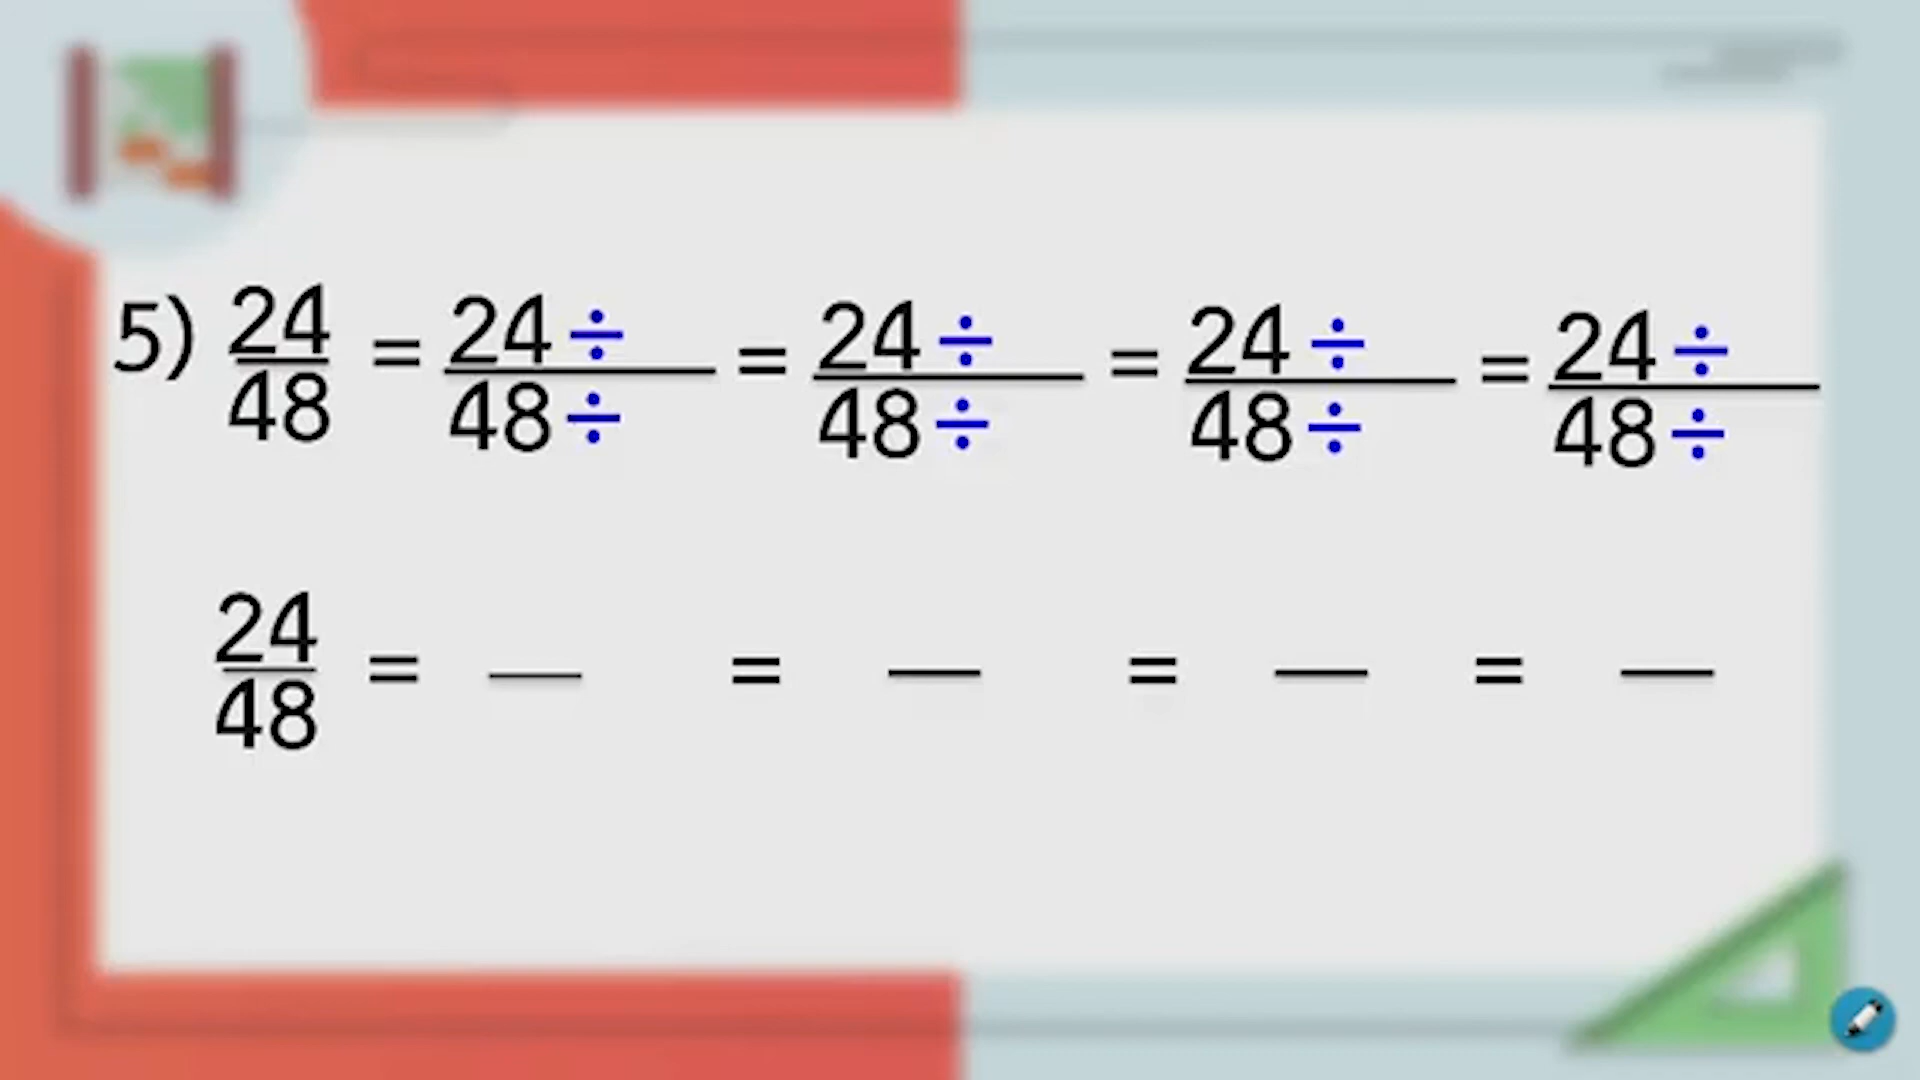 5) 24/48 = 24÷/48÷ = 24÷/48÷ = 24÷/48÷ = 24÷/48÷
24/48 = — = — = — = —